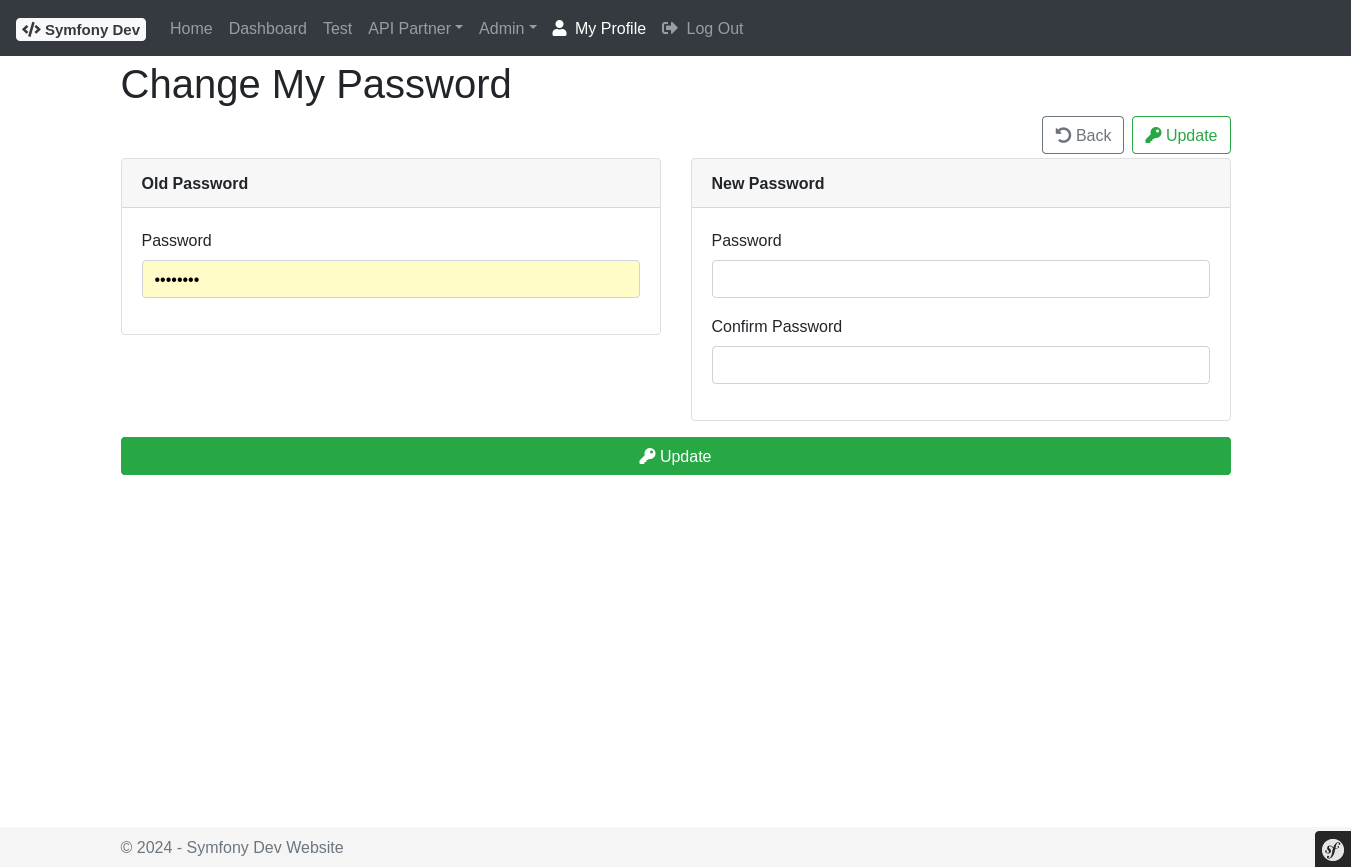 Symfony Dev Home Dashboard Test API Partner Admin My Profile Log Out
Change My Password
Back Update
Old Password
Password
••••••••
New Password
Password
Confirm Password
Update
© 2024 - Symfony Dev Website
sf